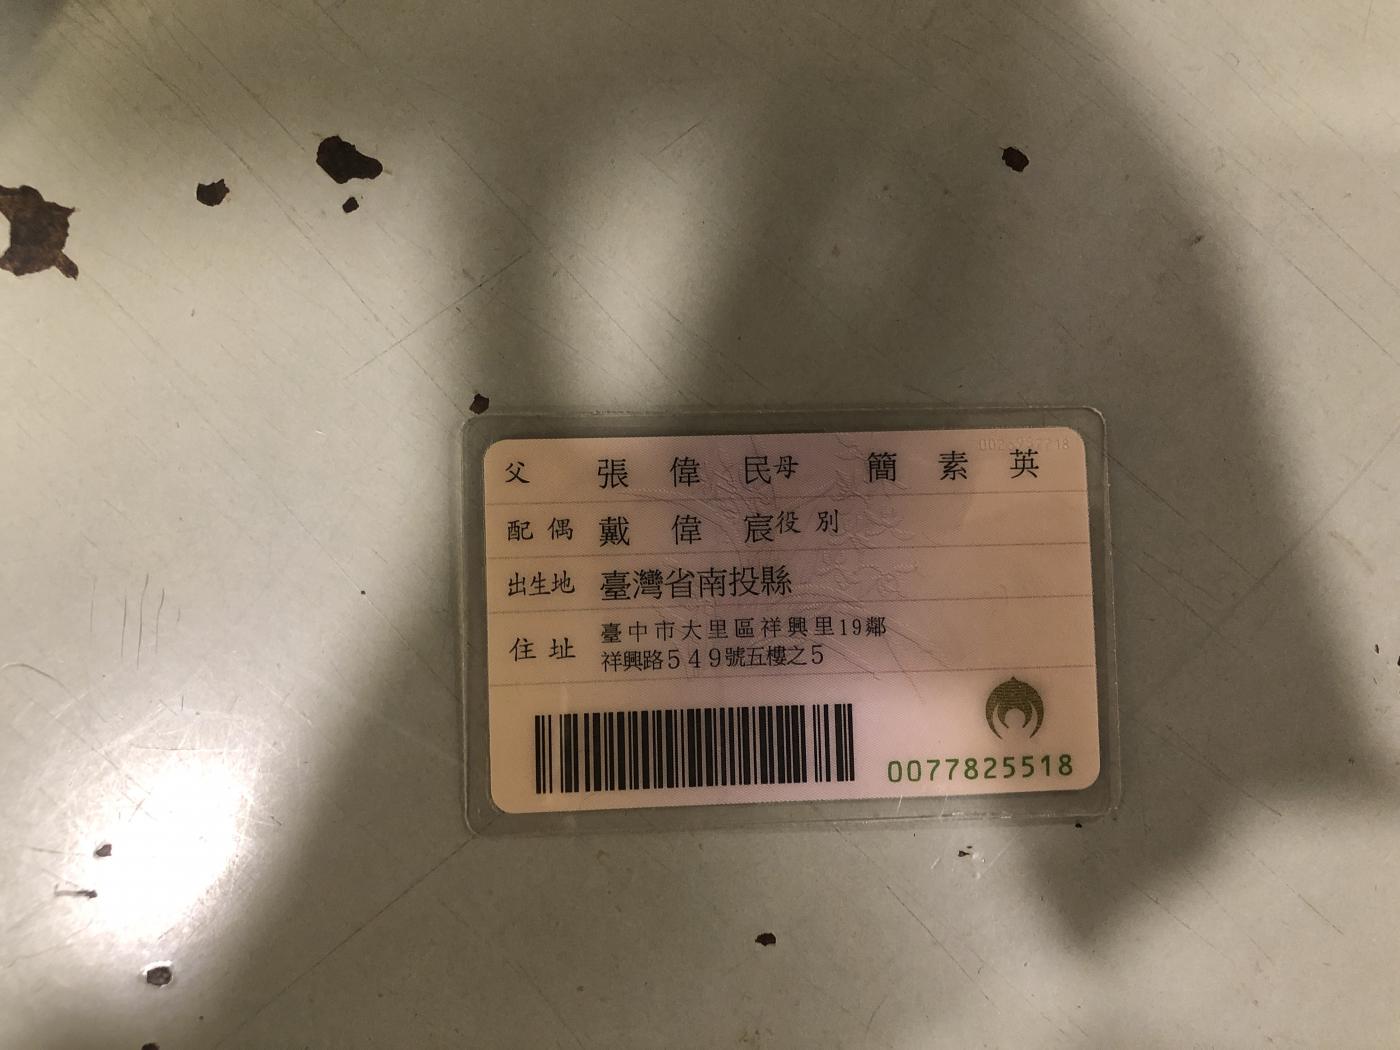 父 張偉民 母 簡素英
配偶 戴偉宸 役別
出生地 臺灣省南投縣
住址 臺中市大里區祥興里19鄰
祥興路549號五樓之5
0077825518